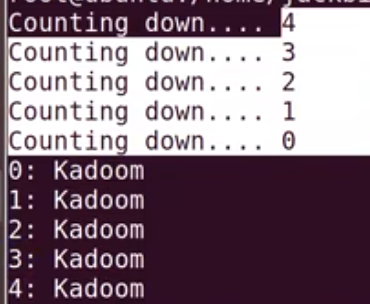 Counting down.... 4
Counting down.... 3
Counting down.... 2
Counting down.... 1
Counting down.... 0
0: Kadoom
1: Kadoom
2: Kadoom
3: Kadoom
4: Kadoom